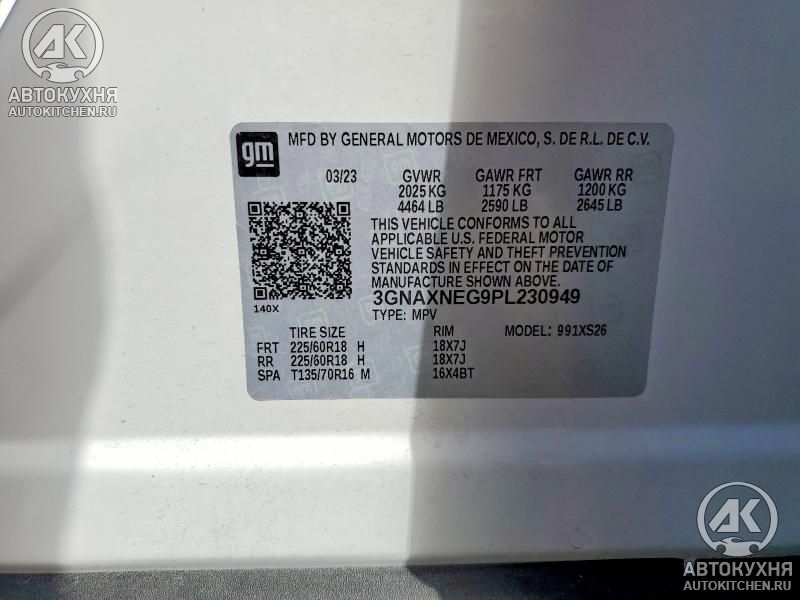 AK
АВТОКУХНЯ
AUTOKITCHEN.RU
gm
MFD BY GENERAL MOTORS DE MEXICO, S. DE R.L. DE C.V.
03/23 GVWR GAWR FRT GAWR RR
2025 KG 1175 KG 1200 KG
4464 LB 2590 LB 2645 LB
THIS VEHICLE CONFORMS TO ALL
APPLICABLE U.S. FEDERAL MOTOR
VEHICLE SAFETY AND THEFT PREVENTION
STANDARDS IN EFFECT ON THE DATE OF
MANUFACTURE SHOWN ABOVE.
140X
3GNAXNEG9PL230949
TYPE: MPV
TIRE SIZE RIM MODEL: 991XS26
FRT 225/60R18 H 18X7J
RR 225/60R18 H 18X7J
SPA T135/70R16 M 16X4BT
AK
АВТОКУХНЯ
AUTOKITCHEN.RU